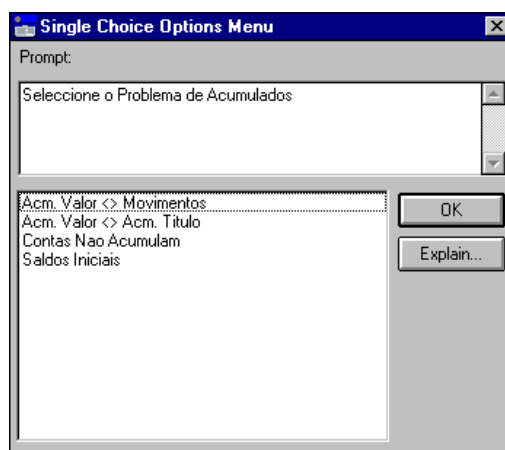 Single Choice Options Menu
Prompt:
Seleccione o Problema de Acumulados
Acm. Valor <> Movimentos
Acm. Valor <> Acm. Titulo
Contas Nao Acumulam
Saldos Iniciais
OK
Explain...